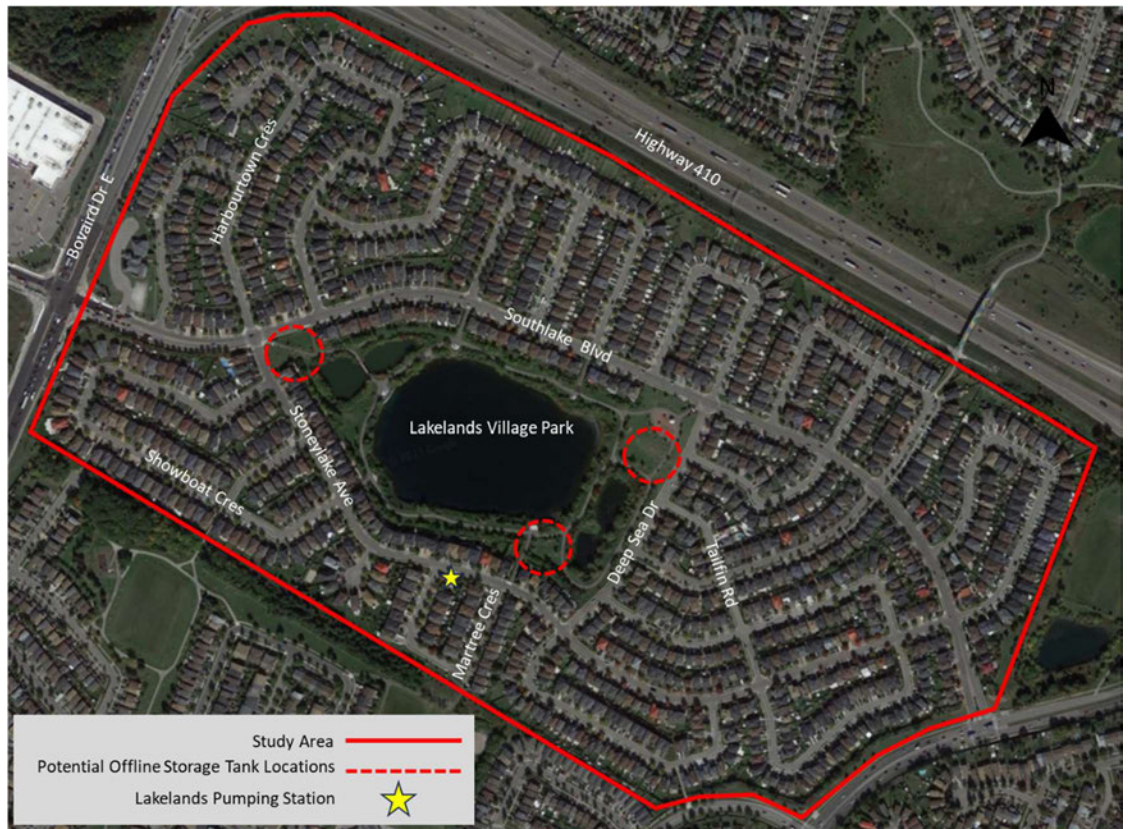 N
Highway 410
Bovaird Dr E
Harbourtown Cres
Southlake Blvd
Lakelands Village Park
Stoneylake Ave
Showboat Cres
Deep Sea Dr
Tailfin Rd
Martree Cres
Study Area
Potential Offline Storage Tank Locations
Lakelands Pumping Station